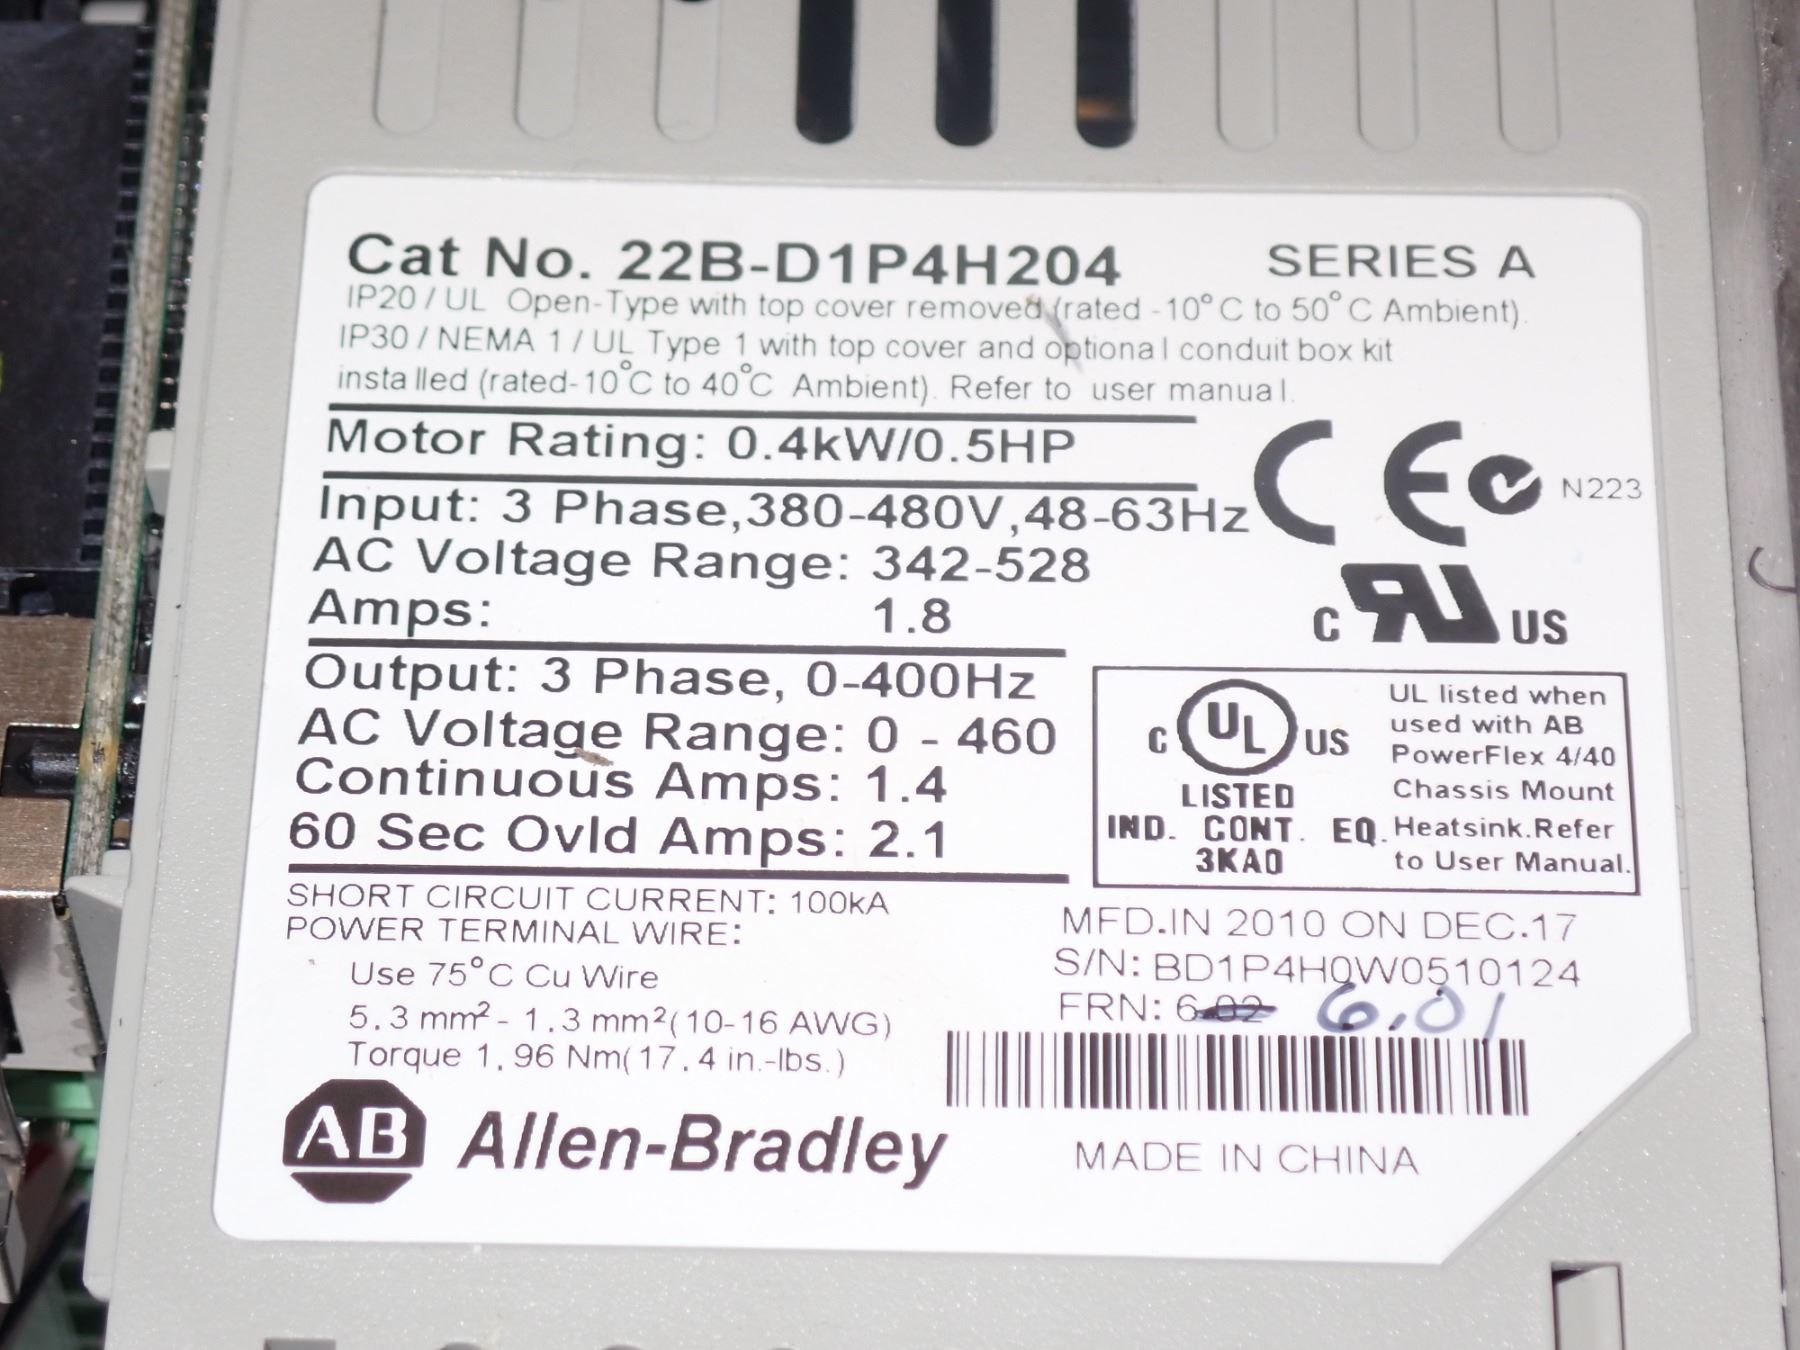 Cat No. 22B-D1P4H204 SERIES A
IP20 / UL Open-Type with top cover removed (rated -10°C to 50°C Ambient).
IP30 / NEMA 1 / UL Type 1 with top cover and optional conduit box kit
installed (rated-10°C to 40°C Ambient). Refer to user manual.
Motor Rating: 0.4kW/0.5HP
CE N223
Input: 3 Phase,380-480V,48-63Hz
AC Voltage Range: 342-528
Amps: 1.8
C RU US
Output: 3 Phase, 0-400Hz
AC Voltage Range: 0 - 460
Continuous Amps: 1.4
60 Sec Ovld Amps: 2.1
C UL US
LISTED
IND. CONT. EQ.
3KA0
UL listed when
used with AB
PowerFlex 4/40
Chassis Mount
Heatsink.Refer
to User Manual.
SHORT CIRCUIT CURRENT: 100kA
POWER TERMINAL WIRE:
Use 75°C Cu Wire
5.3 mm² - 1.3 mm²(10-16 AWG)
Torque 1.96 Nm(17.4 in.-lbs.)
MFD.IN 2010 ON DEC.17
S/N: BD1P4H0W0510124
FRN: 6.02 6.01
AB Allen-Bradley
MADE IN CHINA